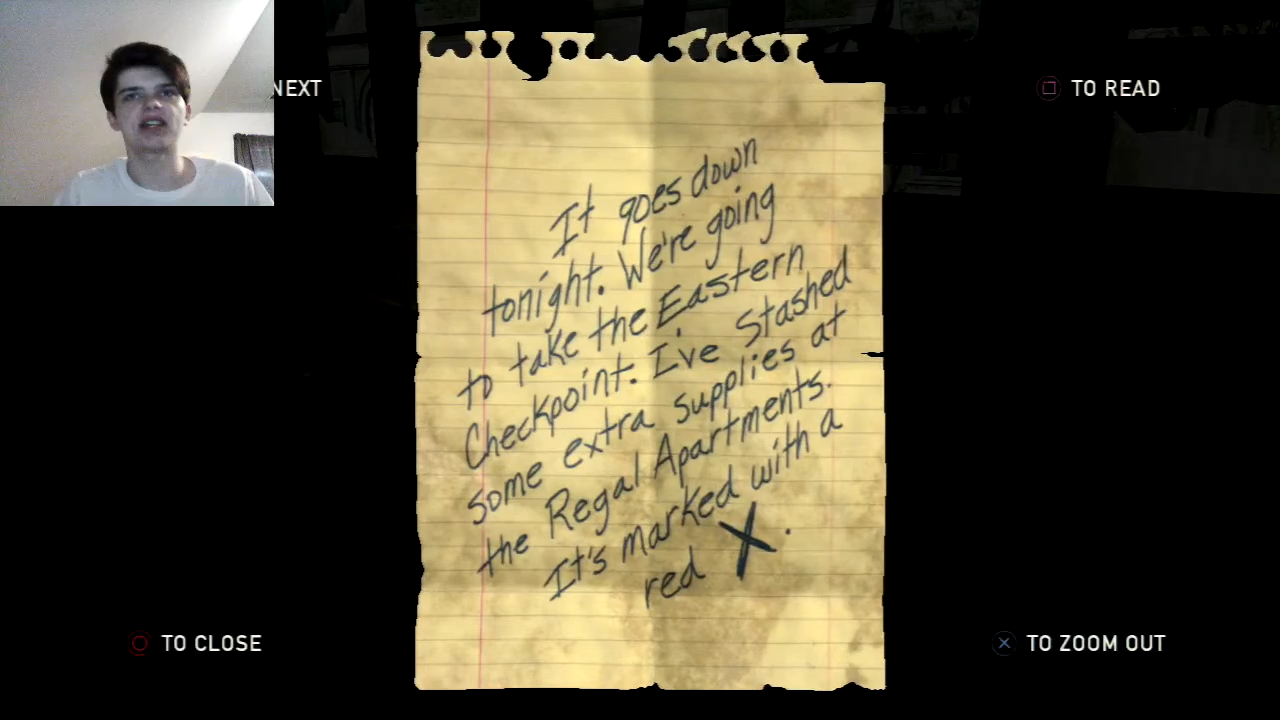 NEXT
TO READ
It goes down
tonight. We're going
to take the Eastern
Checkpoint. I've Stashed
some extra supplies at
the Regal Apartments.
It's marked with a
red X.
TO CLOSE
TO ZOOM OUT